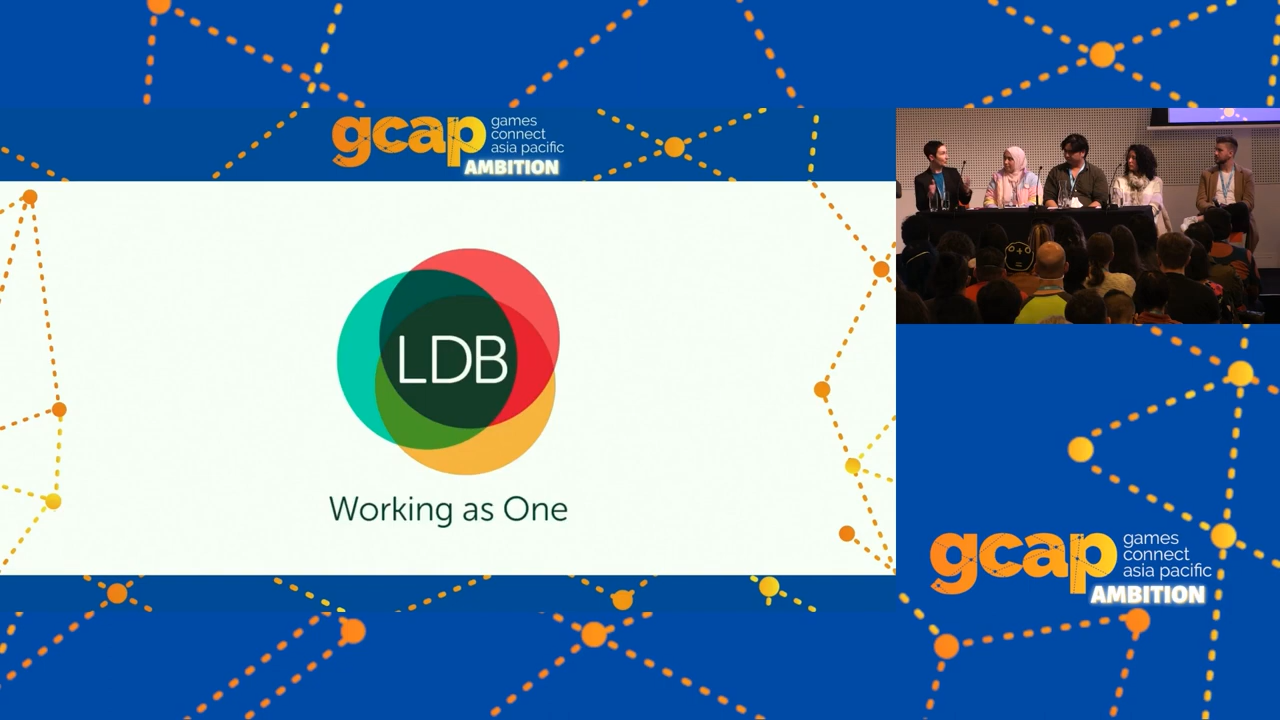 gcap games
connect
asia pacific
AMBITION
LDB
Working as One
gcap games
connect
asia pacific
AMBITION